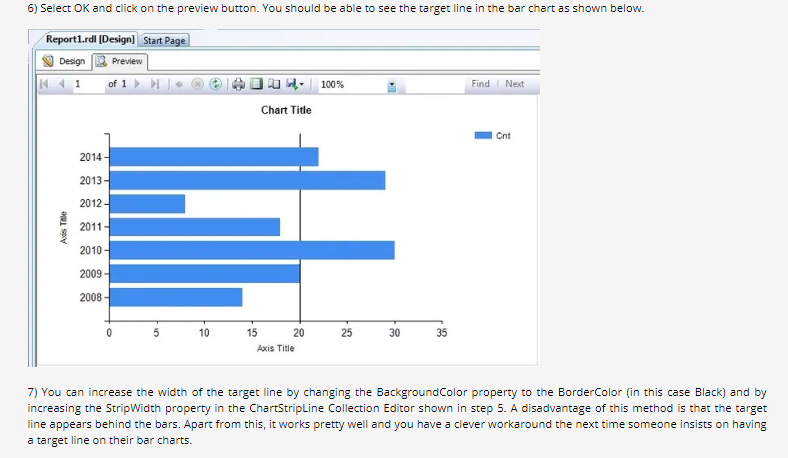 6) Select OK and click on the preview button. You should be able to see the target line in the bar chart as shown below.
Report1.rdl [Design] Start Page
Design Preview
1 of 1 100% Find | Next
Chart Title
Cnt
2014
2013
2012
2011
2010
2009
2008
Axis Title
0 5 10 15 20 25 30 35
Axis Title
7) You can increase the width of the target line by changing the BackgroundColor property to the BorderColor (in this case Black) and by
increasing the StripWidth property in the ChartStripLine Collection Editor shown in step 5. A disadvantage of this method is that the target
line appears behind the bars. Apart from this, it works pretty well and you have a clever workaround the next time someone insists on having
a target line on their bar charts.